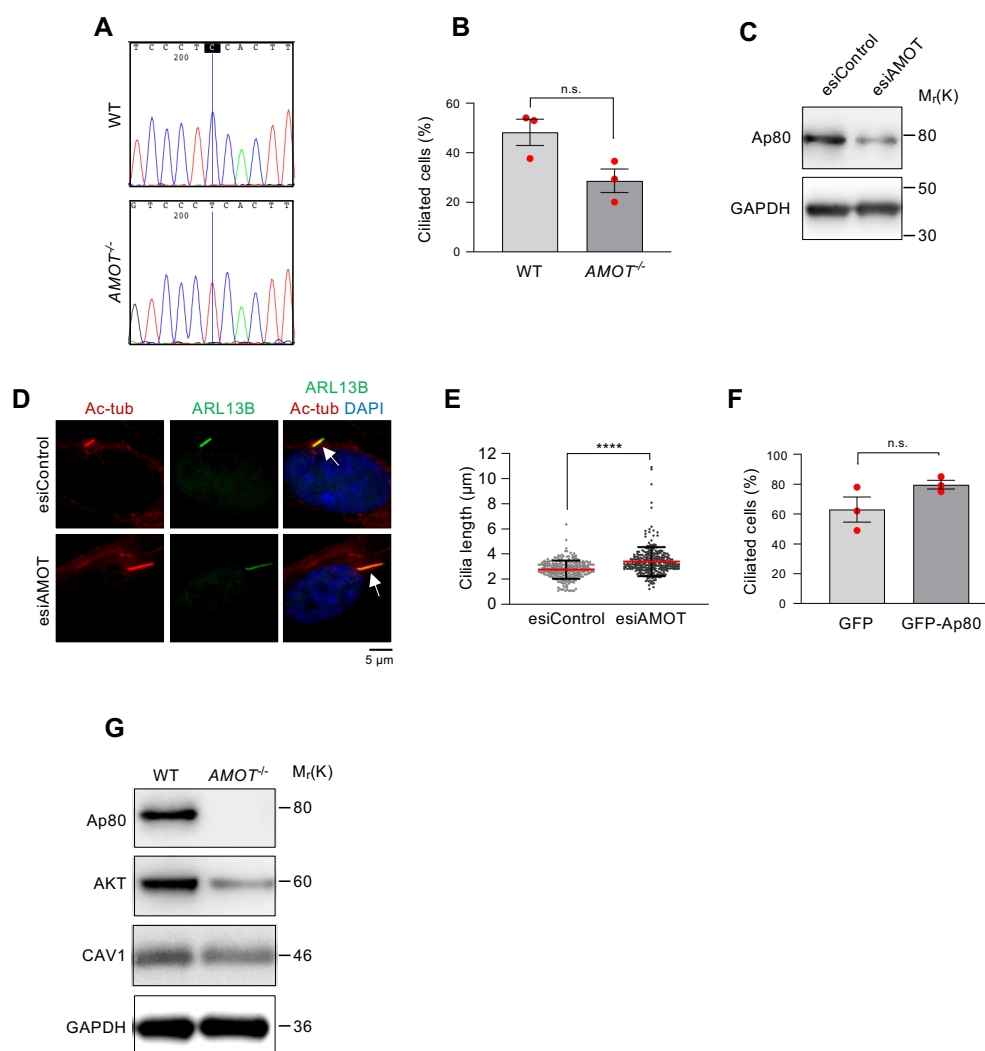 A
T C C C T C C A C T T
200
WT
G T C C C T C A C T T
200
AMOT-/-
B
n.s.
Ciliated cells (%)
60
40
20
0
WT AMOT-/-
C
esiControl esiAMOT
Mr(K)
Ap80 80
50
GAPDH
30
D
Ac-tub ARL13B ARL13B
Ac-tub DAPI
esiControl
esiAMOT
5 µm
E
****
Cilia length (µm)
12
10
8
6
4
2
0
esiControl esiAMOT
F
n.s.
Ciliated cells (%)
100
80
60
40
20
0
GFP GFP-Ap80
G
WT AMOT-/- Mr(K)
Ap80 80
AKT 60
CAV1 46
GAPDH 36